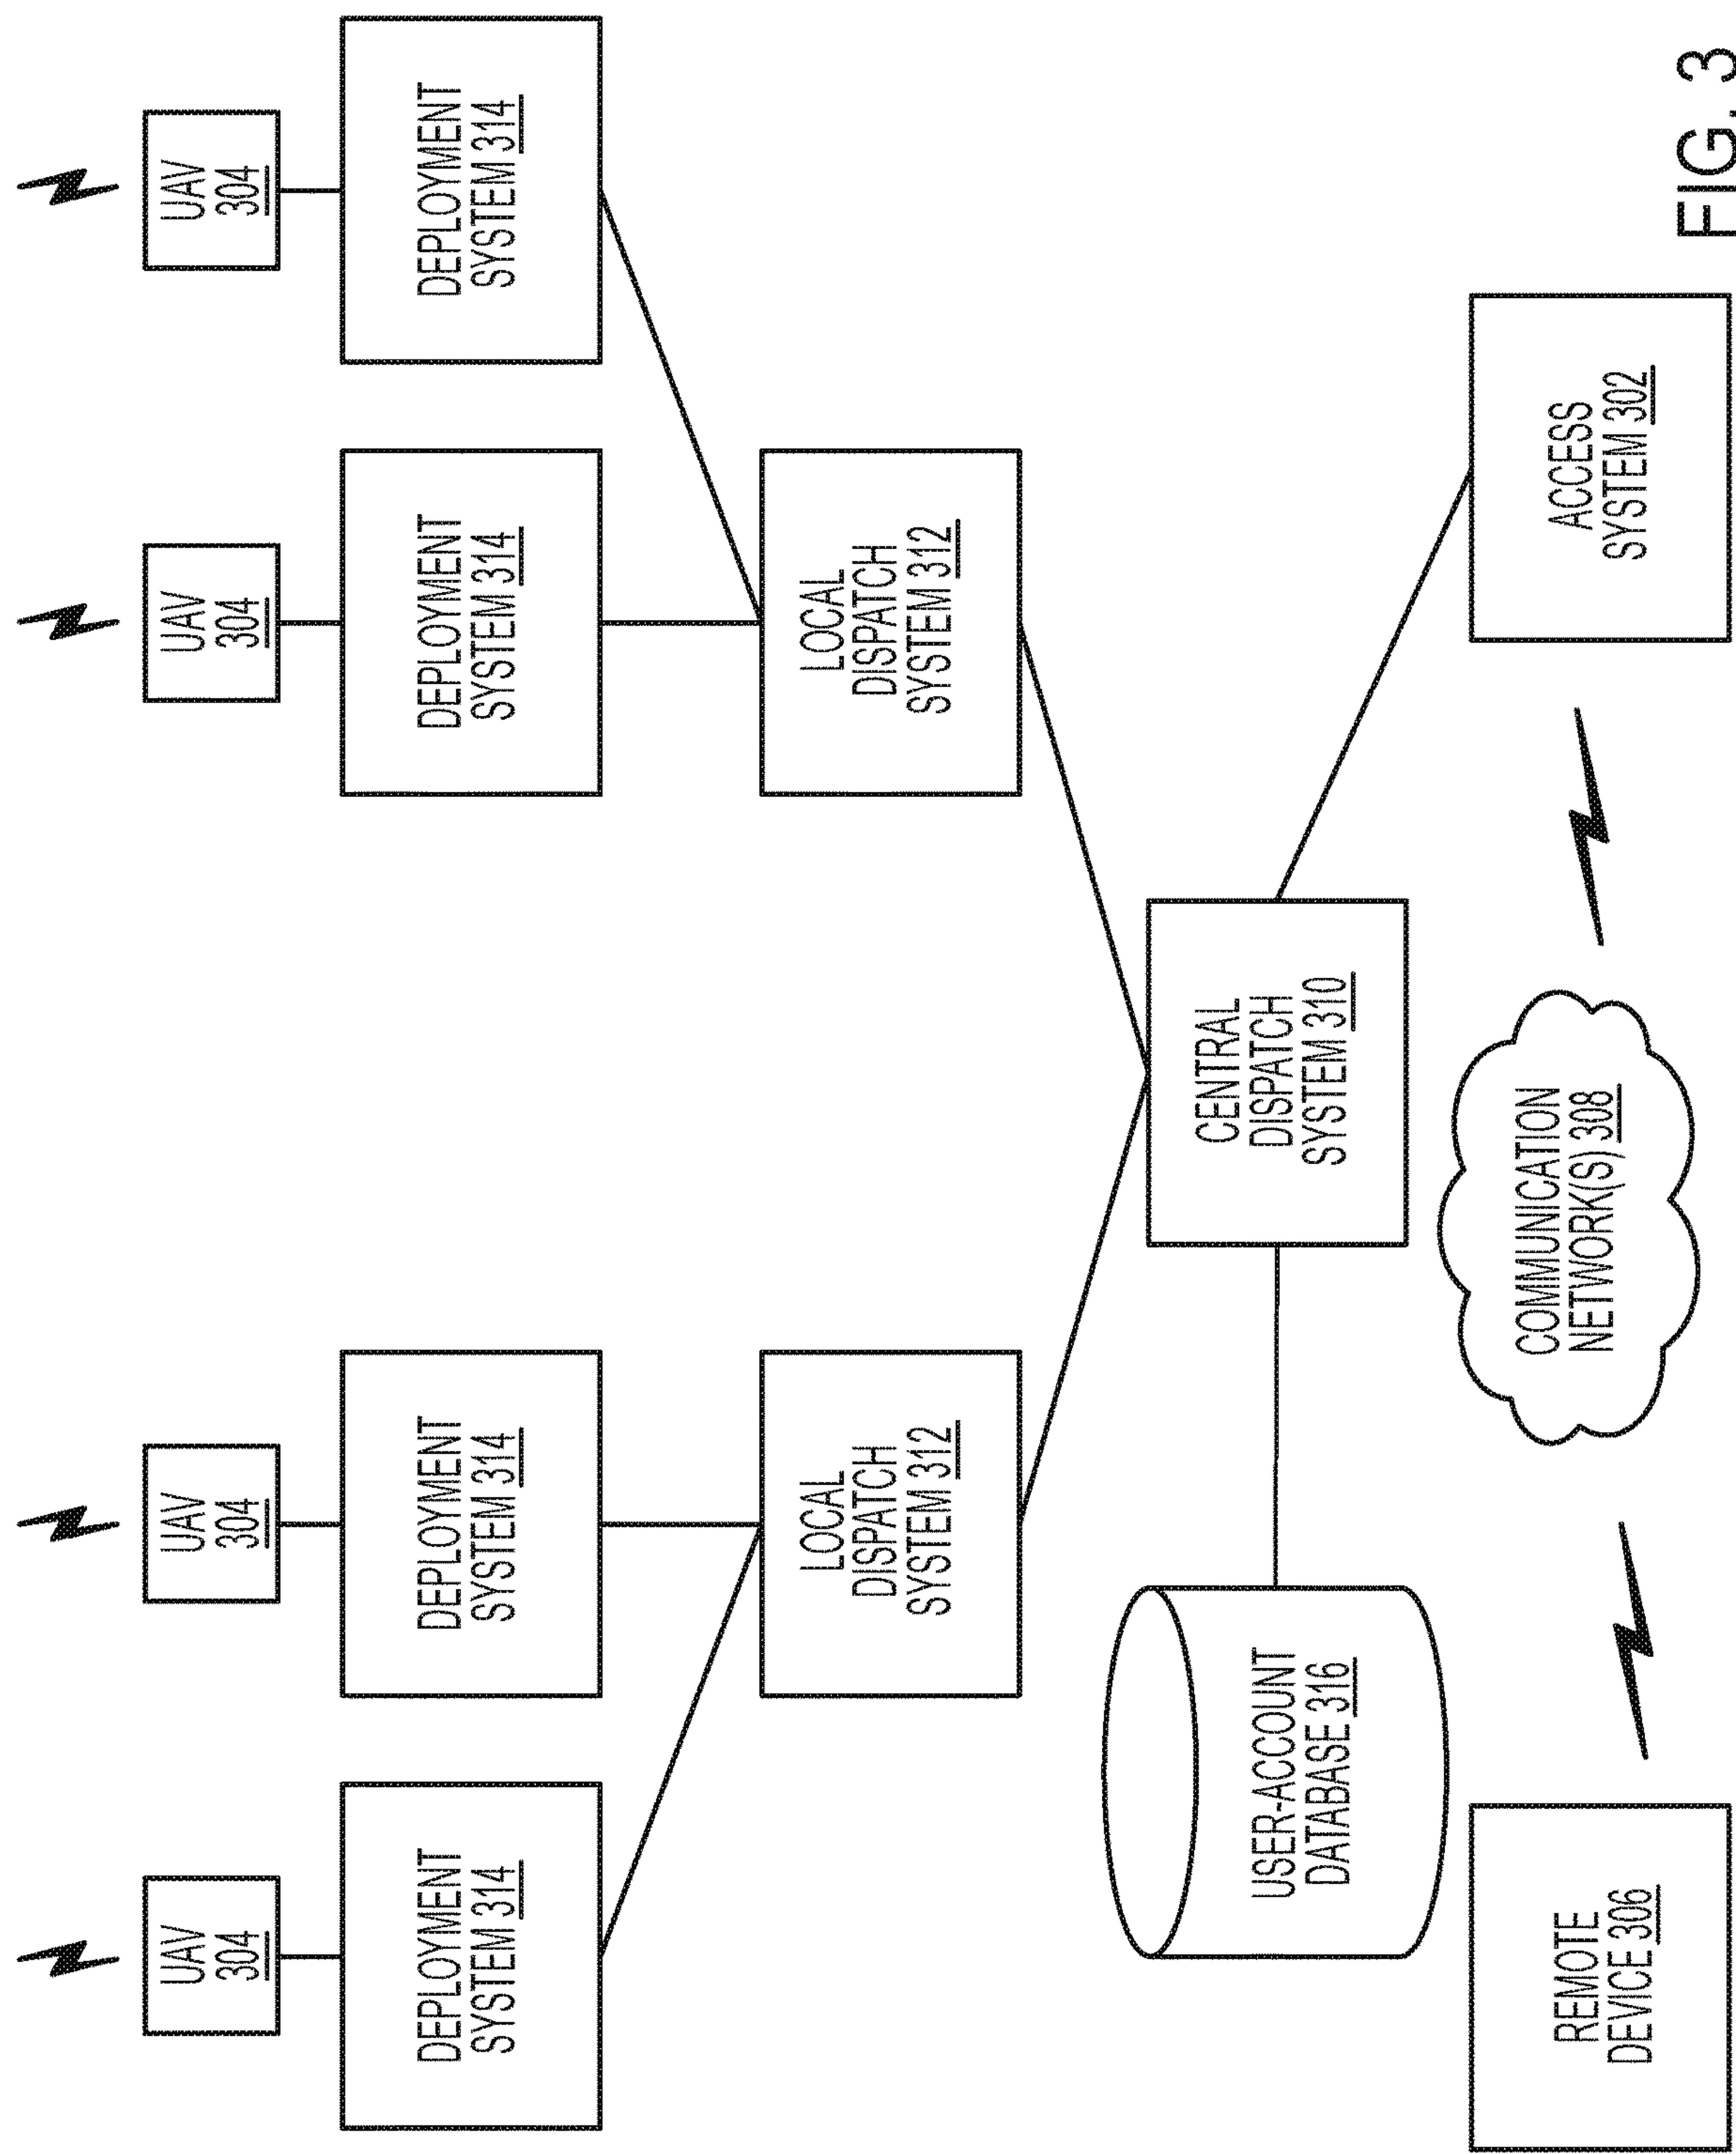 UAV
304
UAV
304
UAV
304
UAV
304
DEPLOYMENT
SYSTEM 314
DEPLOYMENT
SYSTEM 314
DEPLOYMENT
SYSTEM 314
DEPLOYMENT
SYSTEM 314
LOCAL
DISPATCH
SYSTEM 312
LOCAL
DISPATCH
SYSTEM 312
USER-ACCOUNT
DATABASE 316
CENTRAL
DISPATCH
SYSTEM 310
REMOTE
DEVICE 306
COMMUNICATION
NETWORK(S) 308
ACCESS
SYSTEM 302
FIG. 3